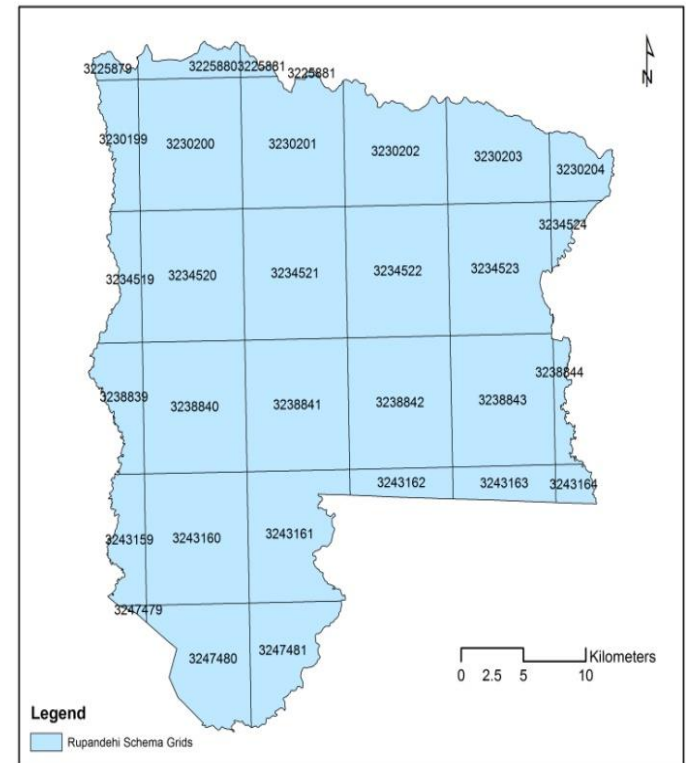 N
3225879 3225880 3225881 3225881
3230199 3230200 3230201 3230202 3230203 3230204
3234519 3234520 3234521 3234522 3234523 3234524
3238839 3238840 3238841 3238842 3238843 3238844
3243159 3243160 3243161 3243162 3243163 3243164
3247479 3247480 3247481
Kilometers
0 2.5 5 10
Legend
Rupandehi Schema Grids